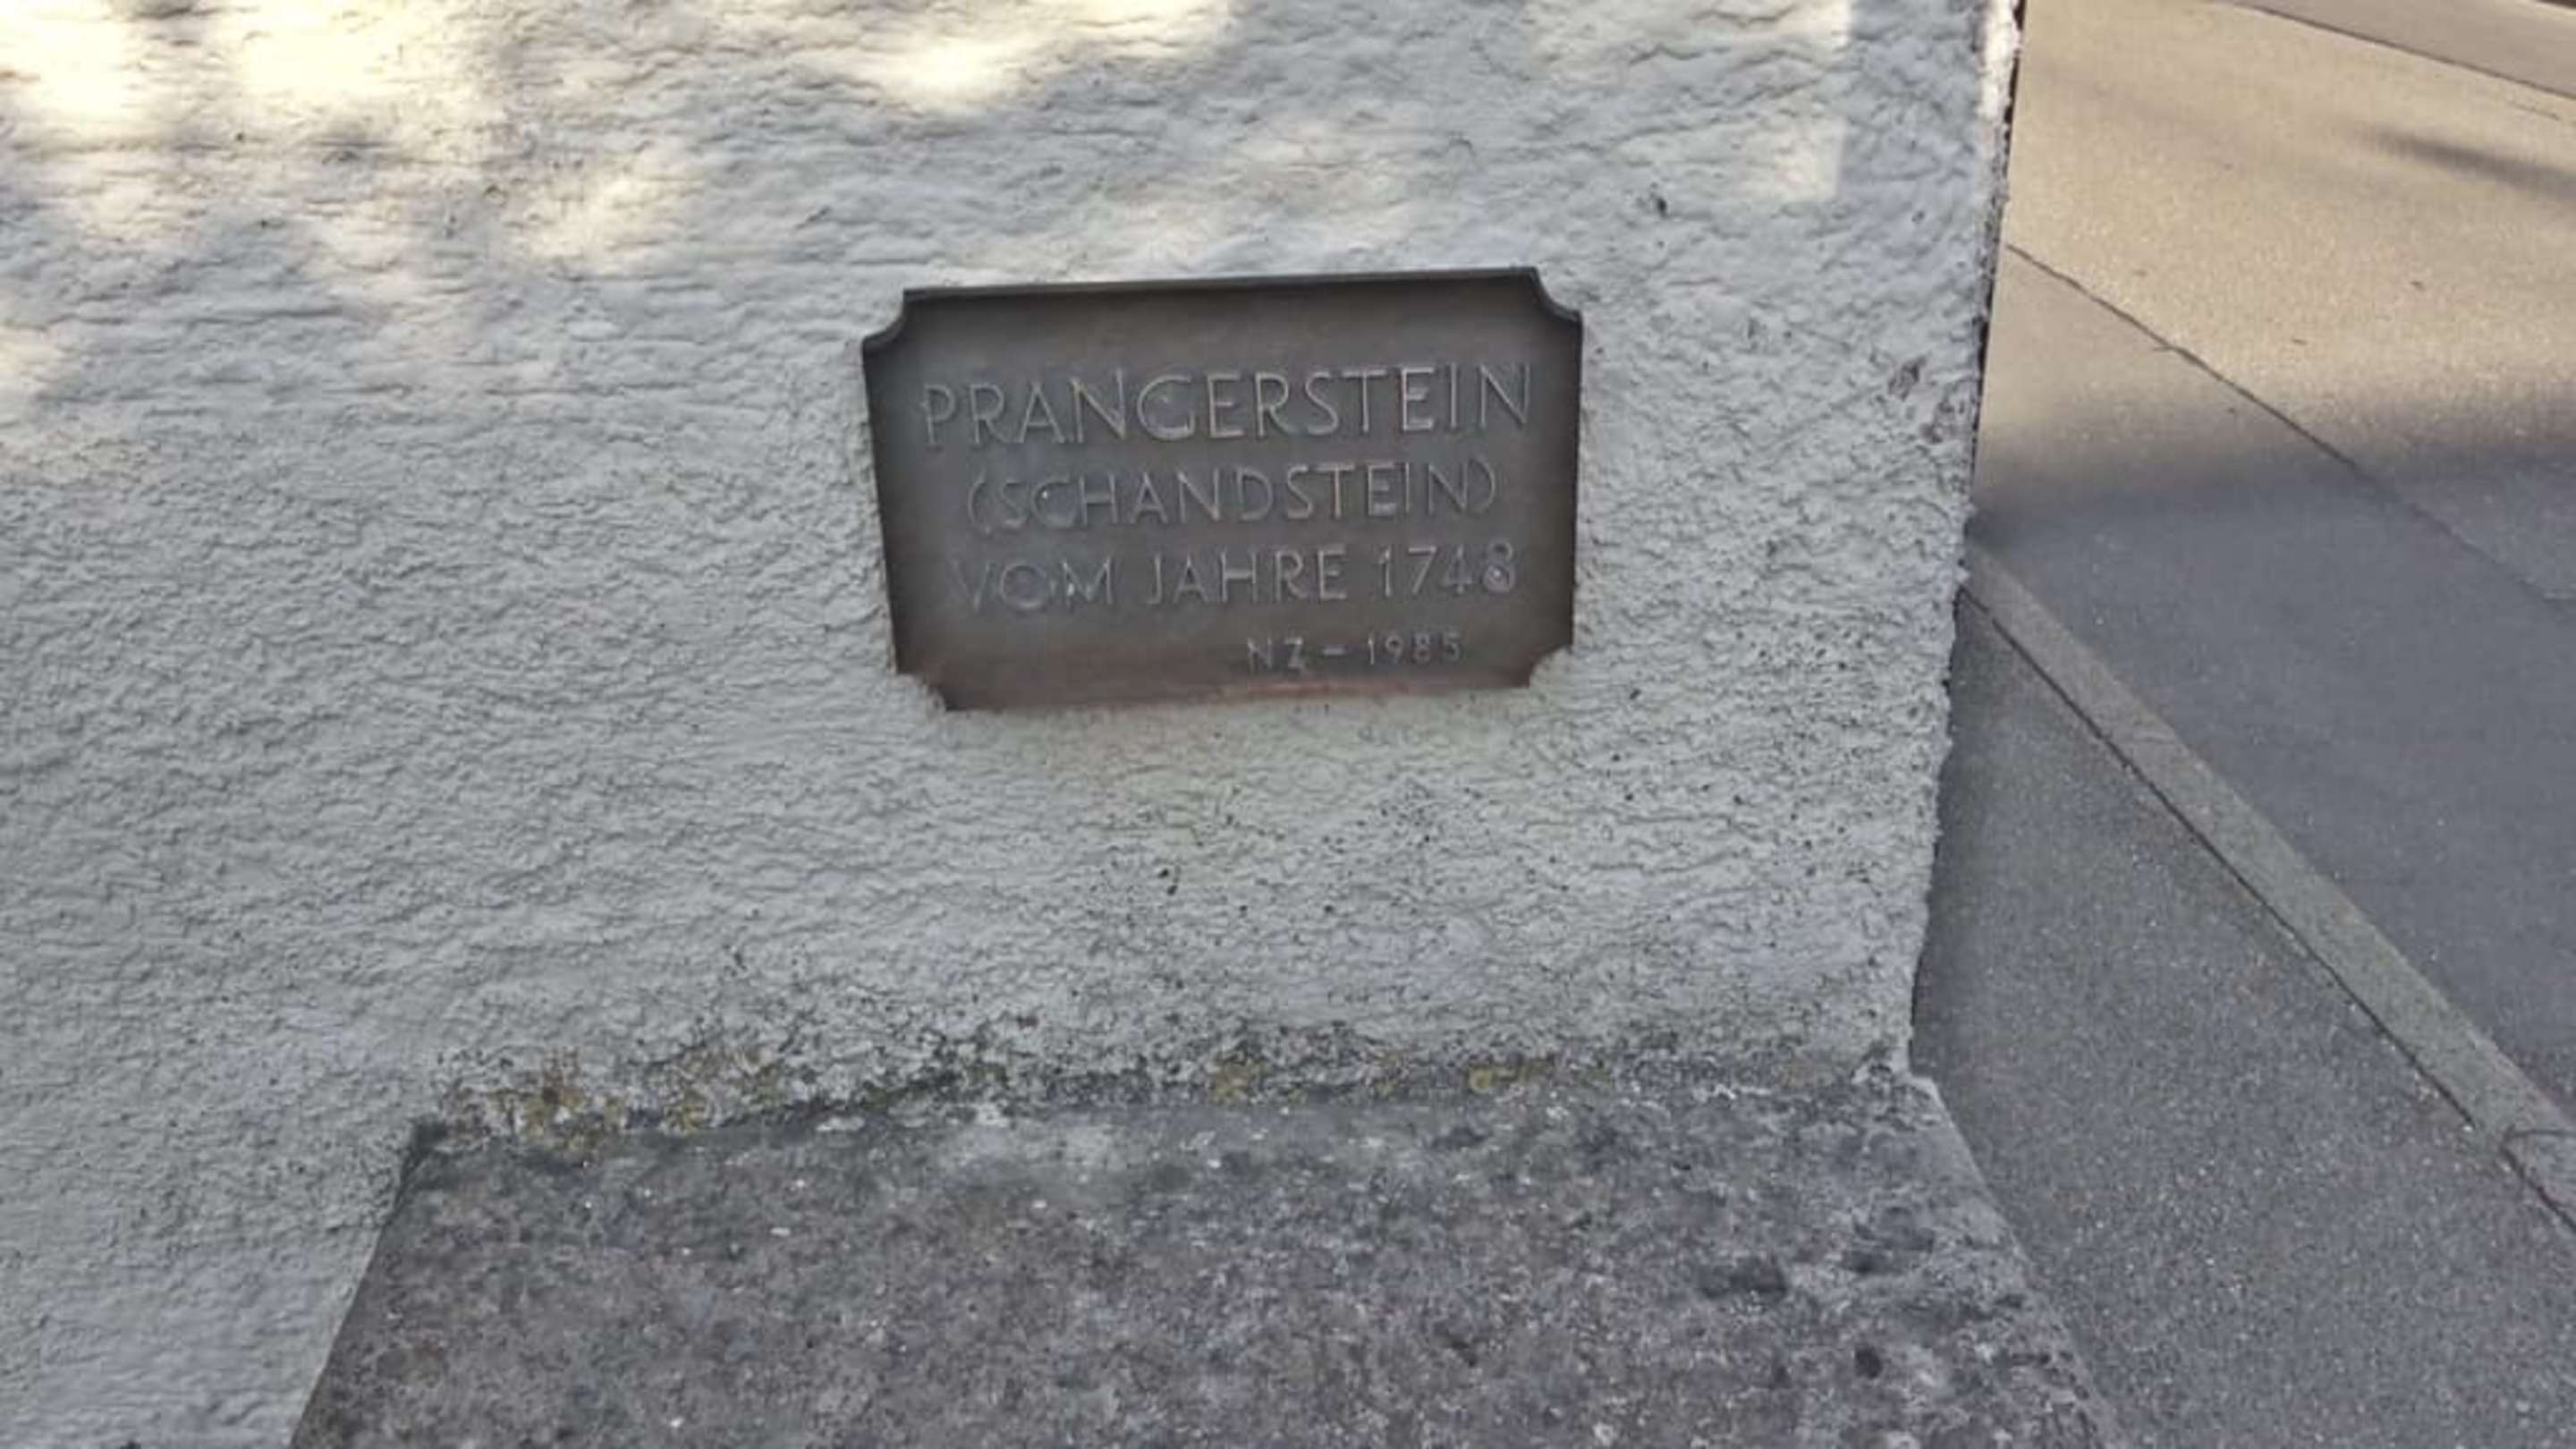 PRANGERSTEIN
(SCHANDSTEIN)
VOM JAHRE 1748
NZ - 1985